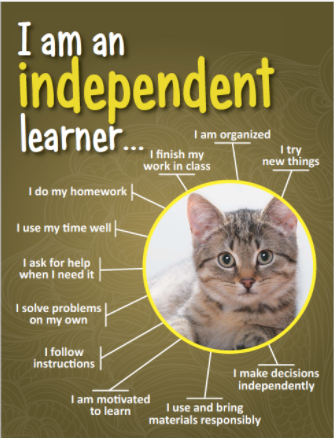 I am an
independent
learner...
I am organized
I finish my
work in class
I try
new things
I do my homework
I use my time well
I ask for help
when I need it
I solve problems
on my own
I follow
instructions
I am motivated
to learn
I use and bring
materials responsibly
I make decisions
independently